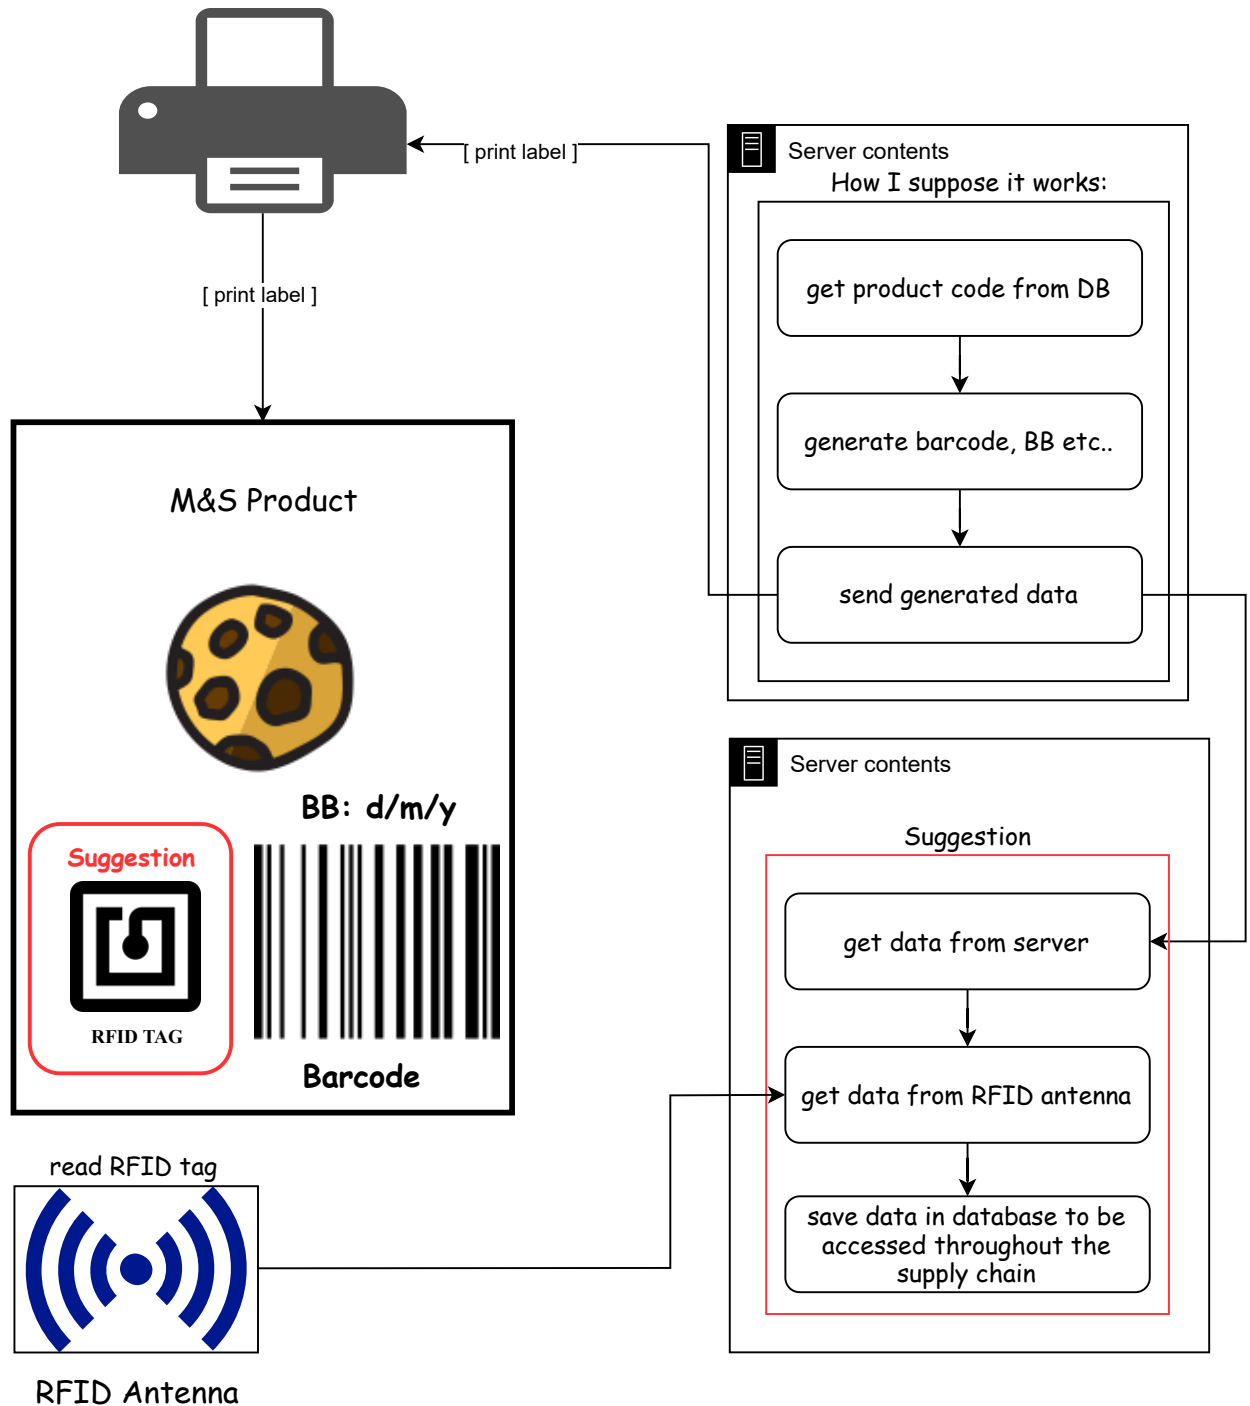 [ print label ]
Server contents
How I suppose it works:
get product code from DB
[ print label ]
generate barcode, BB etc..
M&S Product
send generated data
Server contents
BB: d/m/y
Suggestion
Suggestion
get data from server
RFID TAG
Barcode
get data from RFID antenna
read RFID tag
save data in database to be
accessed throughout the
supply chain
RFID Antenna